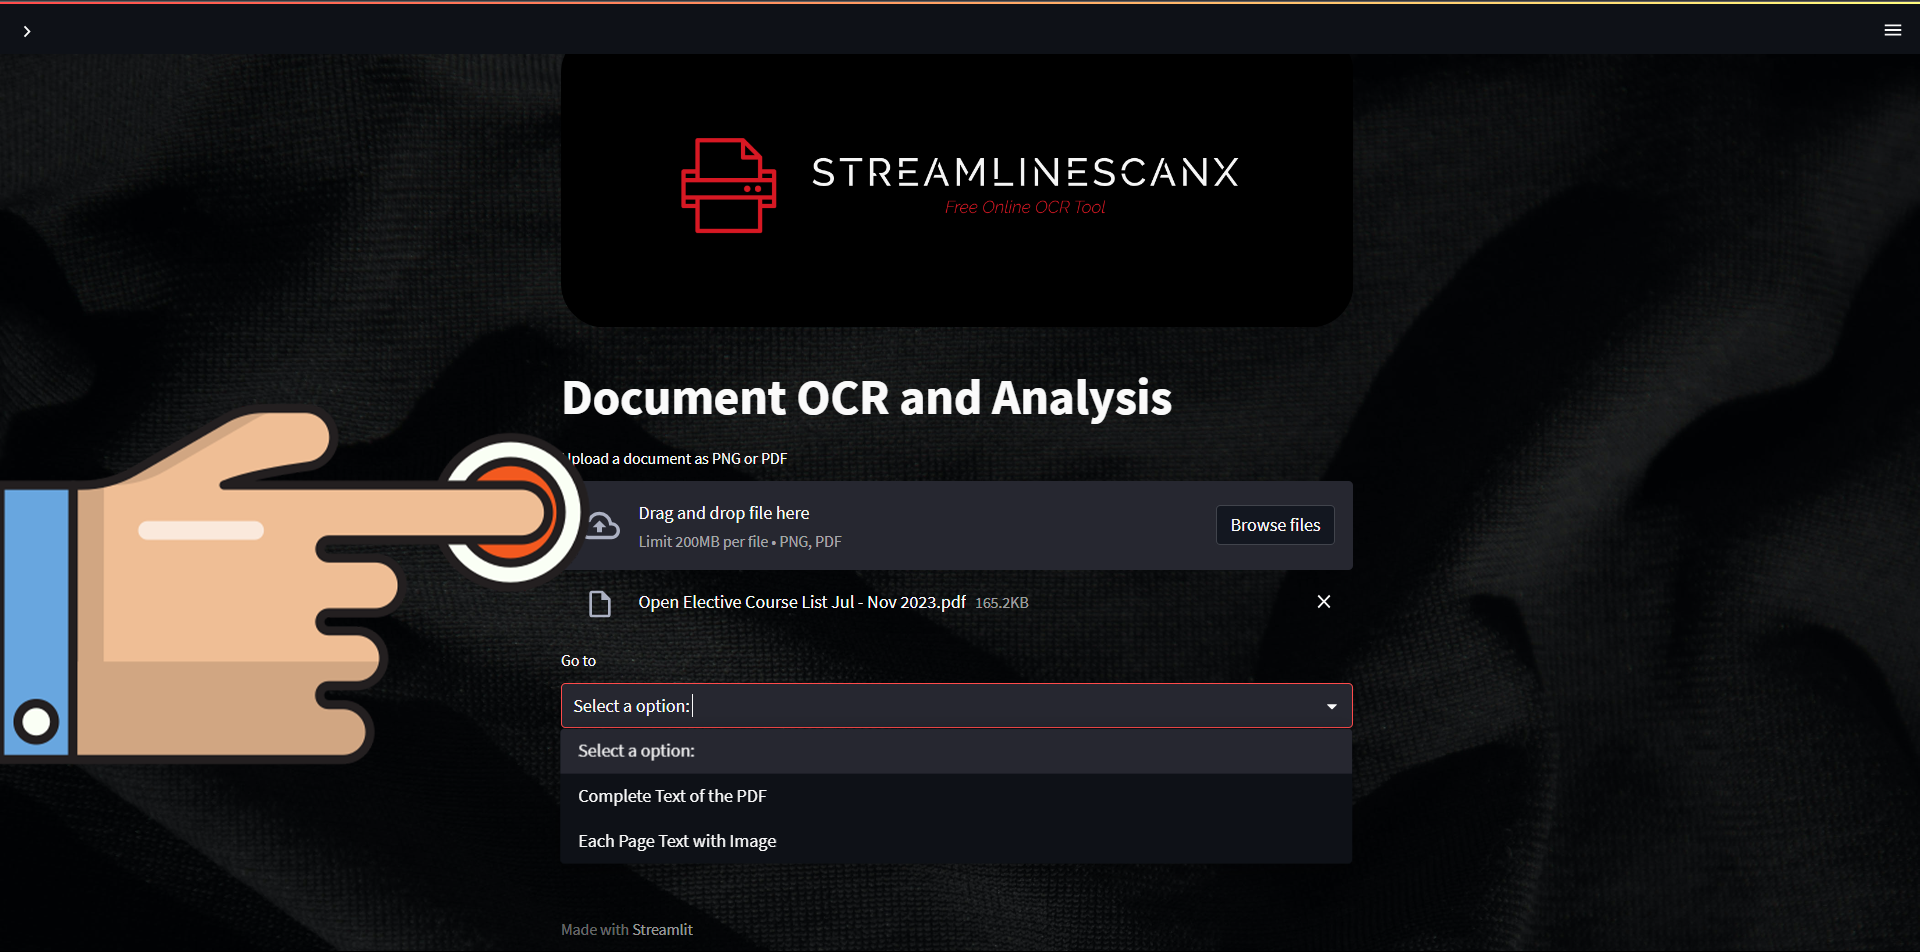 STREAMLINESCANX
Free Online OCR Tool
Document OCR and Analysis
Upload a document as PNG or PDF
Drag and drop file here
Limit 200MB per file • PNG, PDF
Browse files
Open Elective Course List Jul - Nov 2023.pdf 165.2KB
Go to
Select a option:
Select a option:
Complete Text of the PDF
Each Page Text with Image
Made with Streamlit